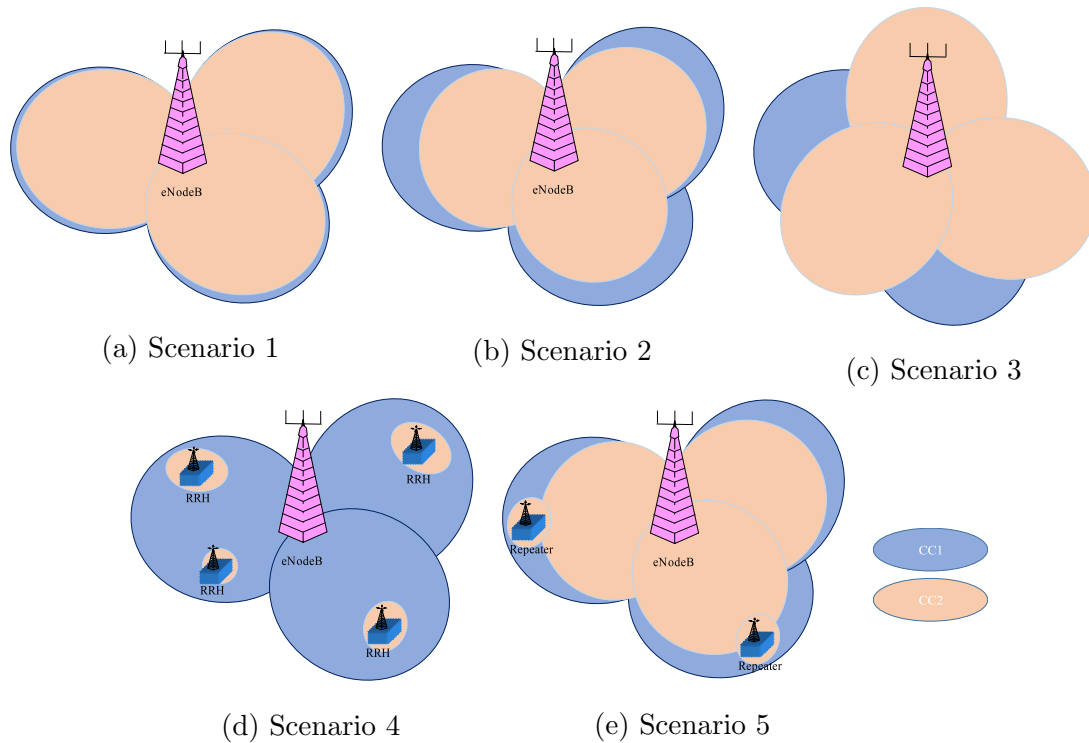 eNodeB
eNodeB
(a) Scenario 1
(b) Scenario 2
(c) Scenario 3
RRH
RRH
RRH
eNodeB
RRH
Repeater
eNodeB
Repeater
CC1
CC2
(d) Scenario 4
(e) Scenario 5